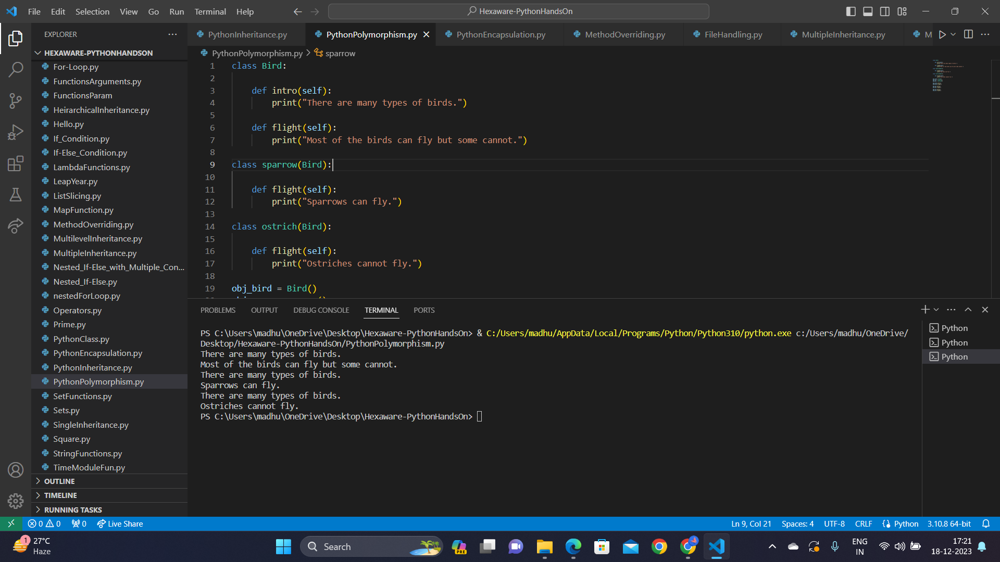 File Edit Selection View Go Run Terminal Help
Hexaware-PythonHandsOn
EXPLORER
HEXAWARE-PYTHONHANDSON
For-Loop.py
FunctionsArguments.py
FunctionsParam
HeirarchicalInheritance.py
Hello.py
If_Condition.py
If-Else_Condition.py
LambdaFunctions.py
LeapYear.py
ListSlicing.py
MapFunction.py
MethodOverriding.py
MultilevelInheritance.py
MultipleInheritance.py
Nested_If-Else_with_Multiple_Con...
Nested_If-Else.py
nestedForLoop.py
Operators.py
Prime.py
PythonClass.py
PythonEncapsulation.py
PythonInheritance.py
PythonPolymorphism.py
SetFunctions.py
Sets.py
SingleInheritance.py
Square.py
StringFunctions.py
TimeModuleFun.py
OUTLINE
TIMELINE
RUNNING TASKS
PythonInheritance.py PythonPolymorphism.py PythonEncapsulation.py MethodOverriding.py FileHandling.py MultipleInheritance.py M
PythonPolymorphism.py > sparrow
1 class Bird:
2
3 def intro(self):
4 print("There are many types of birds.")
5
6 def flight(self):
7 print("Most of the birds can fly but some cannot.")
8
9 class sparrow(Bird):
10
11 def flight(self):
12 print("Sparrows can fly.")
13
14 class ostrich(Bird):
15
16 def flight(self):
17 print("Ostriches cannot fly.")
18
19 obj_bird = Bird()
PROBLEMS OUTPUT DEBUG CONSOLE TERMINAL PORTS
PS C:\Users\madhu\OneDrive\Desktop\Hexaware-PythonHandsOn> & C:/Users/madhu/AppData/Local/Programs/Python/Python310/python.exe c:/Users/madhu/OneDrive/
Desktop/Hexaware-PythonHandsOn/PythonPolymorphism.py
There are many types of birds.
Most of the birds can fly but some cannot.
There are many types of birds.
Sparrows can fly.
There are many types of birds.
Ostriches cannot fly.
PS C:\Users\madhu\OneDrive\Desktop\Hexaware-PythonHandsOn>
Python
Python
Python
0 0 0 Live Share
Ln 9, Col 21 Spaces: 4 UTF-8 CRLF Python 3.10.8 64-bit
1 27°C
Haze
Search
PRE
ENG
IN
17:21
18-12-2023